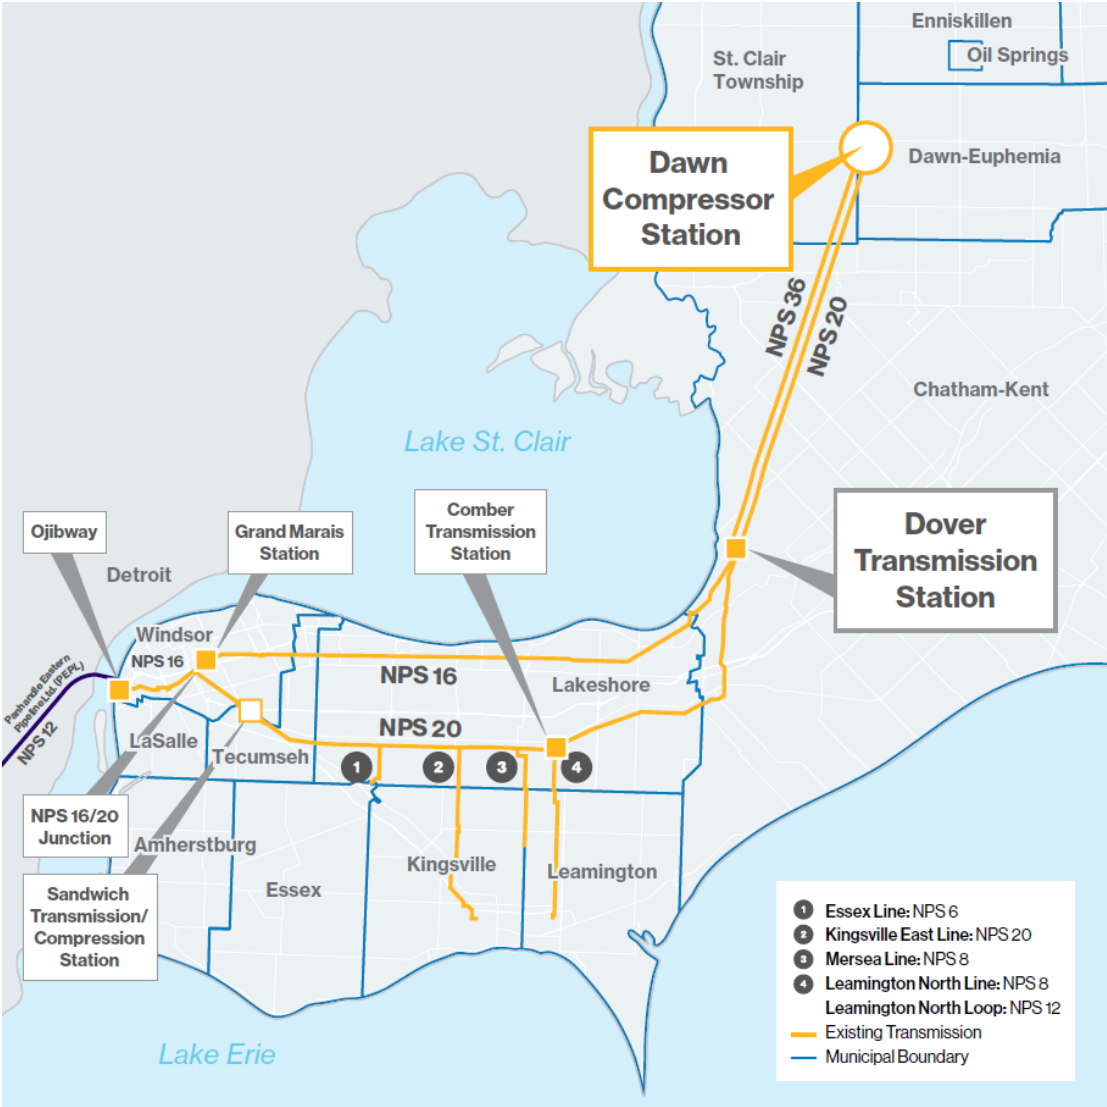 Enniskillen
Oil Springs
St. Clair
Township
Dawn
Compressor
Station
Dawn-Euphemia
NPS 36
NPS 20
Chatham-Kent
Lake St. Clair
Comber
Transmission
Station
Ojibway
Grand Marais
Station
Dover
Transmission
Station
Detroit
Windsor
NPS 16
NPS 16
Lakeshore
Panhandle Eastern
Pipeline Ltd. (PEPL)
NPS 12
NPS 20
LaSalle
Tecumseh
1
2
3
4
NPS 16/20
Junction
Amherstburg
Kingsville
Leamington
Essex
Sandwich
Transmission/
Compression
Station
Lake Erie
1 Essex Line: NPS 6
2 Kingsville East Line: NPS 20
3 Mersea Line: NPS 8
4 Leamington North Line: NPS 8
Leamington North Loop: NPS 12
Existing Transmission
Municipal Boundary